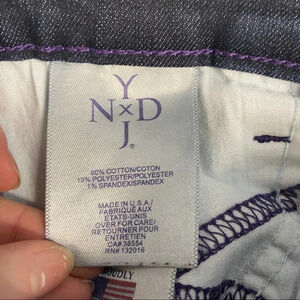 Y
N×D
J®
80% COTTON/COTON
19% POLYESTER/POLYESTER
1% SPANDEX/SPANDEX
MADE IN U.S.A./
FABRIQUE AUX
ETATS-UNIS
OVER FOR CARE/
RETOURNER POUR
ENTRETIEN
CA# 38554
RN# 132016
OUDLY